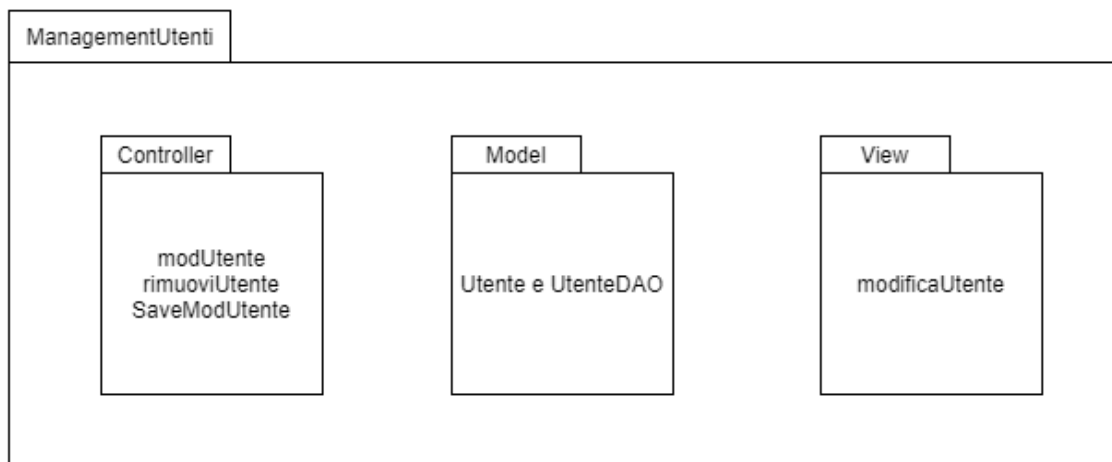 ManagementUtenti
Controller
modUtente
rimuoviUtente
SaveModUtente
Model
Utente e UtenteDAO
View
modificaUtente